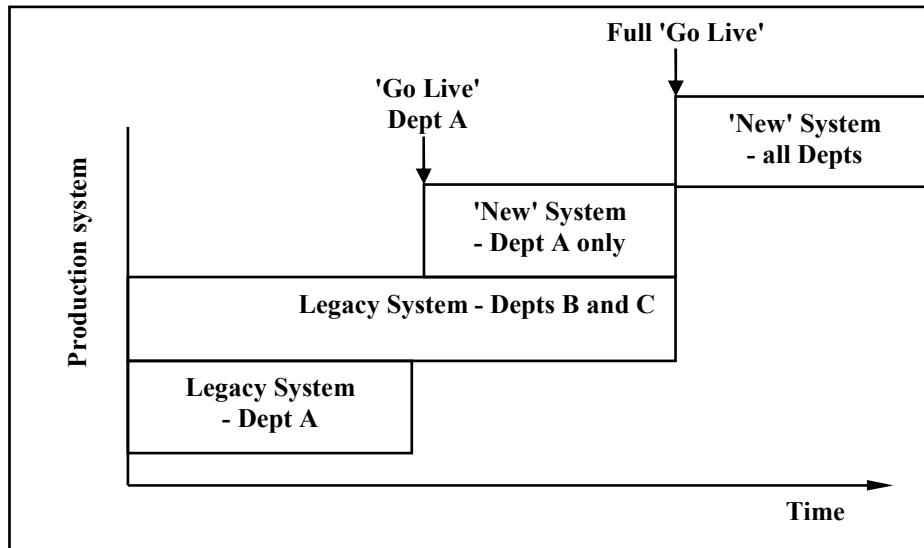 Full 'Go Live'
'Go Live'
Dept A
'New' System
- all Depts
'New' System
- Dept A only
Production system
Legacy System - Depts B and C
Legacy System
- Dept A
Time